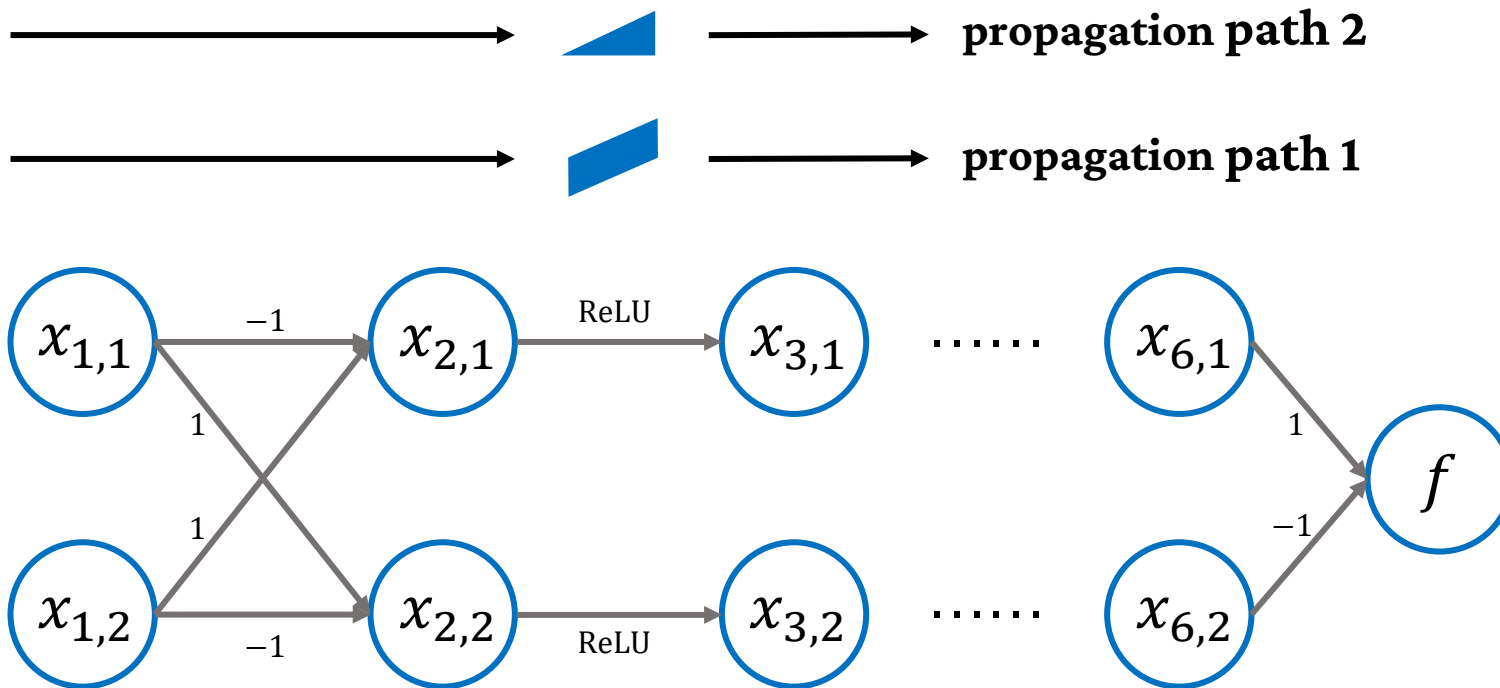 propagation path 2
propagation path 1
x1,1
−1
x2,1
ReLU
x3,1
······
x6,1
1
1
f
1
−1
x1,2
−1
x2,2
ReLU
x3,2
······
x6,2